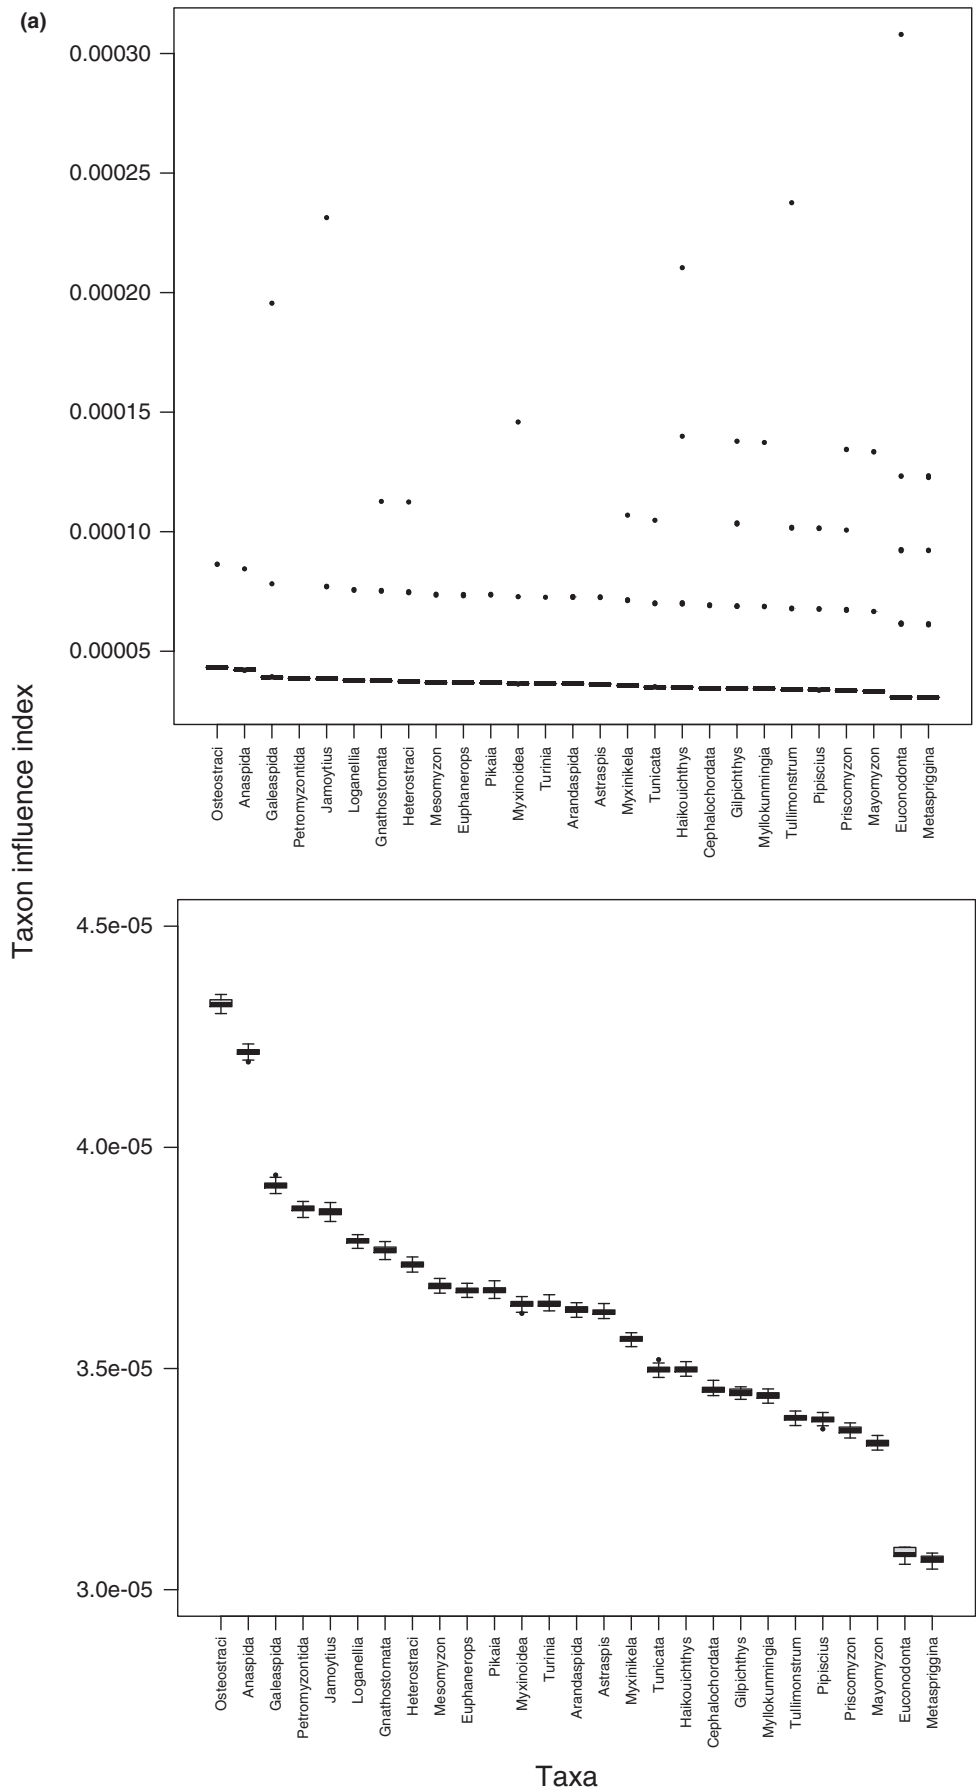 (a)
Taxon influence index
0.00030
0.00025
0.00020
0.00015
0.00010
0.00005
Osteostraci
Anaspida
Galeaspida
Petromyzontida
Jamoytius
Loganellia
Gnathostomata
Heterostraci
Mesomyzon
Euphanerops
Pikaia
Myxinoidea
Turinia
Arandaspida
Astraspis
Myxinikela
Tunicata
Haikouichthys
Cephalochordata
Gilpichthys
Myllokunmingia
Tullimonstrum
Pipiscius
Priscomyzon
Mayomyzon
Euconodonta
Metaspriggina
4.5e-05
4.0e-05
3.5e-05
3.0e-05
Osteostraci
Anaspida
Galeaspida
Petromyzontida
Jamoytius
Loganellia
Gnathostomata
Heterostraci
Mesomyzon
Euphanerops
Pikaia
Myxinoidea
Turinia
Arandaspida
Astraspis
Myxinikela
Tunicata
Haikouichthys
Cephalochordata
Gilpichthys
Myllokunmingia
Tullimonstrum
Pipiscus
Priscomyzon
Mayomyzon
Euconodonta
Metaspriggina
Taxa